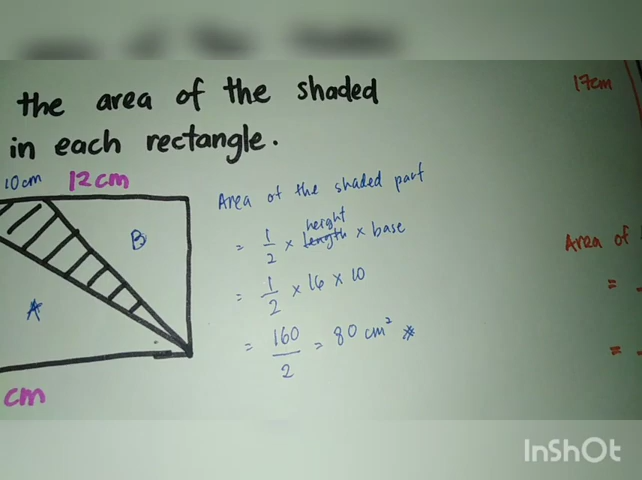 the area of the shaded
in each rectangle.
17cm
10cm 12cm
B
A
cm
Area of the shaded part
= 1/2 × height length × base
= 1/2 × 16 × 10
= 160/2 = 80 cm²
Area of
=
=
InShOt